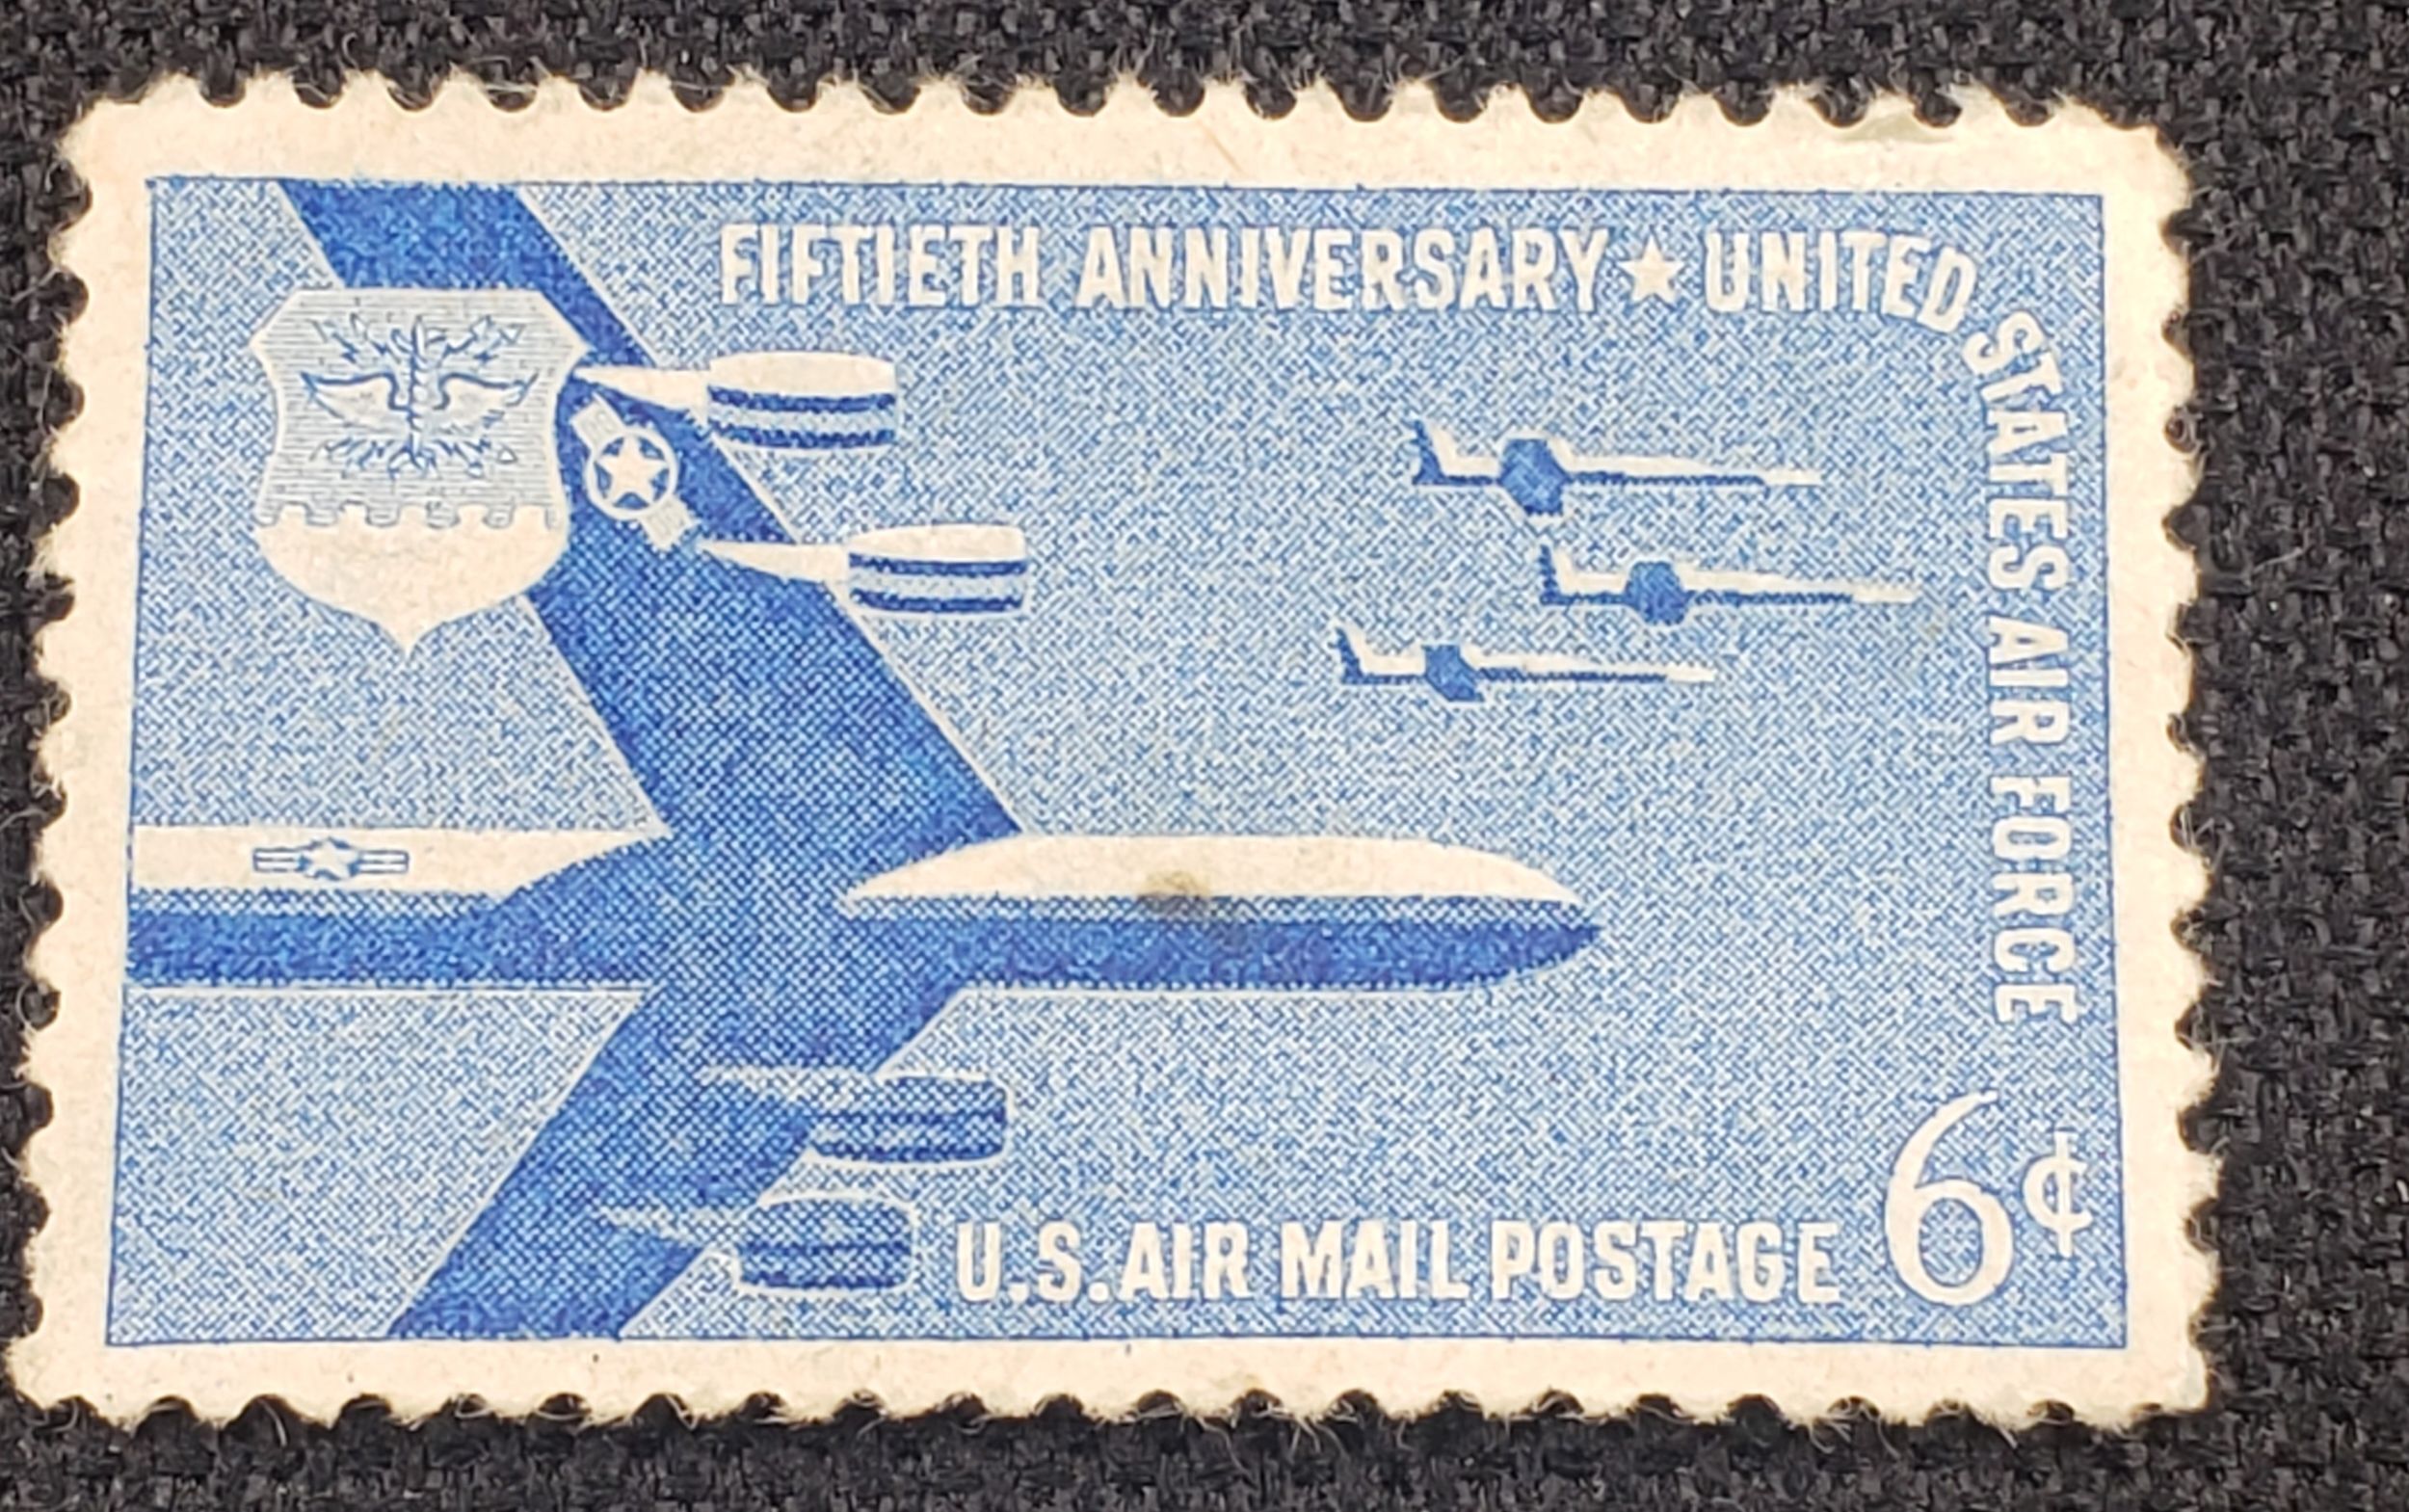 FIFTIETH ANNIVERSARY★UNITED STATES AIR FORCE
U.S. AIR MAIL POSTAGE 6¢